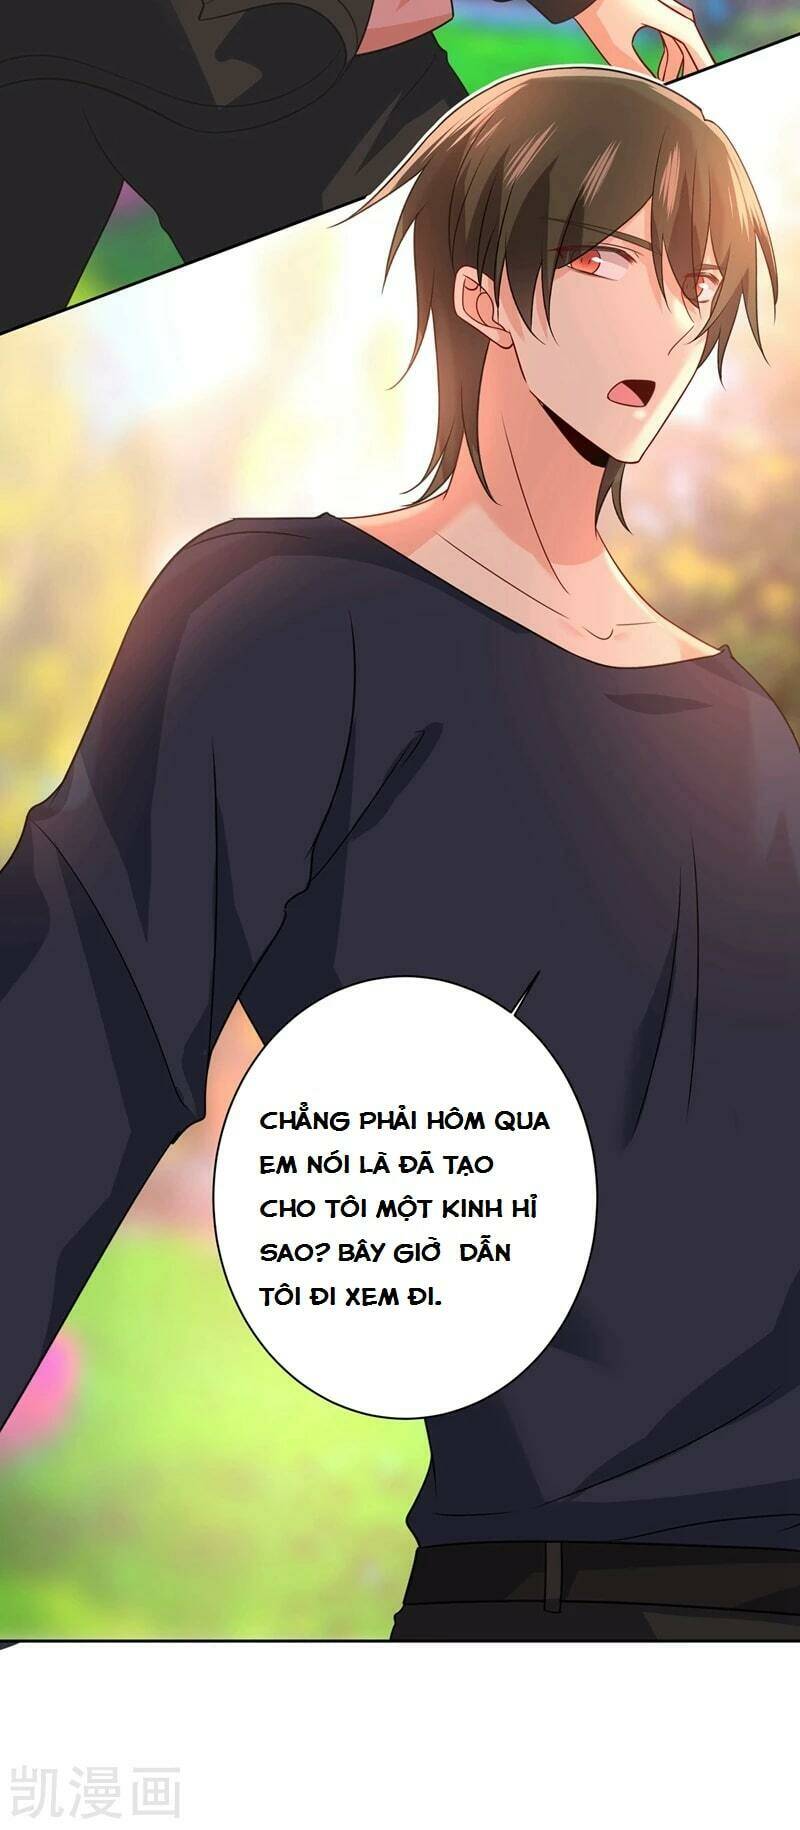 CHẲNG PHẢI HÔM QUA
EM NÓI LÀ ĐÃ TẠO
CHO TÔI MỘT KINH HỈ
SAO? BÂY GIỜ DẪN
TÔI ĐI XEM ĐI.
凯漫画